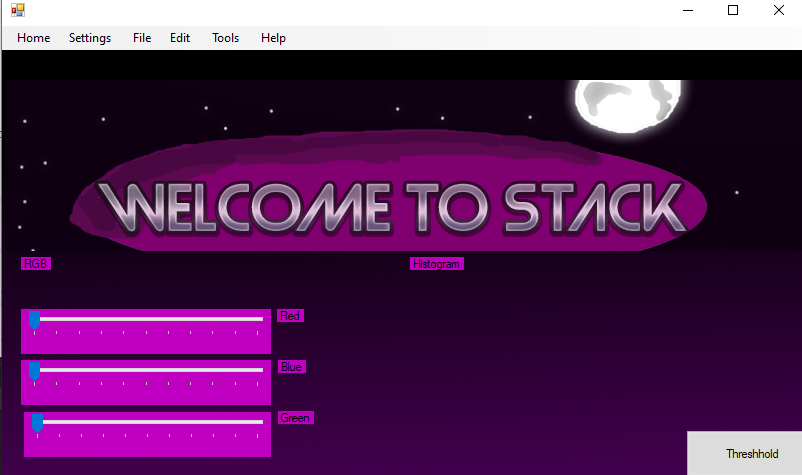 Home Settings File Edit Tools Help
WELCOME TO STACK
RGB Histogram
Red
Blue
Green
Threshhold